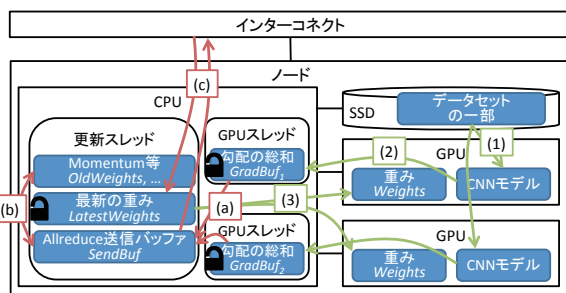 インターコネクト
ノード
CPU
(c)
更新スレッド
Momentum等
OldWeights, ...
最新の重み
LatestWeights
Allreduce送信バッファ
SendBuf
(b)
GPUスレッド
勾配の総和
GradBuf1
(a)
GPUスレッド
勾配の総和
GradBuf2
SSD
データセット
の一部
(1)
(2)
(3)
GPU
重み
Weights
CNNモデル
GPU
重み
Weights
CNNモデル